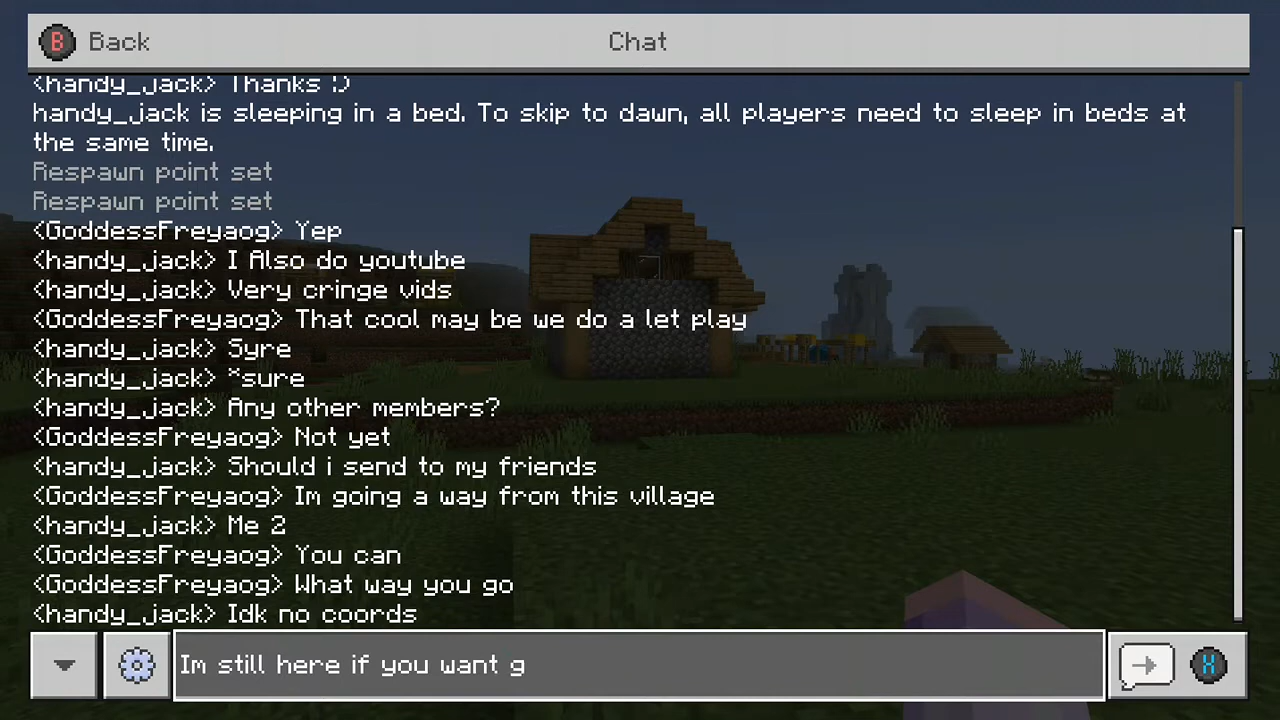 B Back
Chat
<handy_jack> Thanks :)
handy_jack is sleeping in a bed. To skip to dawn, all players need to sleep in beds at
the same time.
Respawn point set
Respawn point set
<GoddessFreyaog> Yep
<handy_jack> I Also do youtube
<handy_jack> Very cringe vids
<GoddessFreyaog> That cool may be we do a let play
<handy_jack> Syre
<handy_jack> *sure
<handy_jack> Any other members?
<GoddessFreyaog> Not yet
<handy_jack> Should i send to my friends
<GoddessFreyaog> Im going a way from this village
<handy_jack> Me 2
<GoddessFreyaog> You can
<GoddessFreyaog> What way you go
<handy_jack> Idk no coords
Im still here if you want g
X